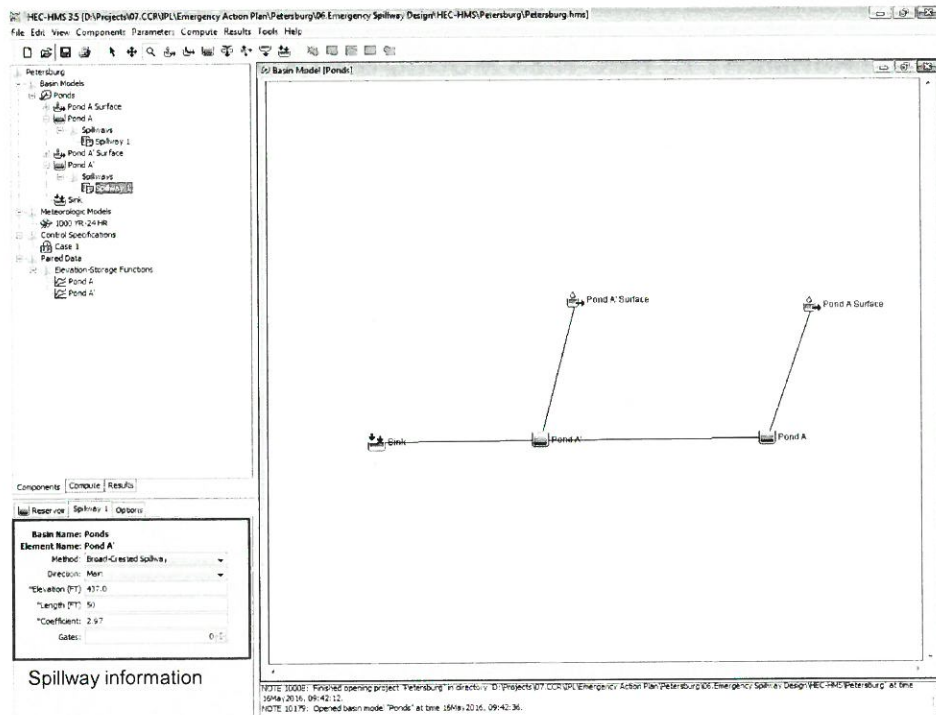 HEC-HMS 3.5 [D:\Projects\07.CCR\IPL\Emergency Action Plan\Petersburg\06.Emergency Spillway Design\HEC-HMS\Petersburg\Petersburg.hms]
File Edit View Components Parameters Compute Results Tools Help
Petersburg
Basin Models
Ponds
Pond A Surface
Pond A
Spillways
Spillway 1
Pond A' Surface
Pond A'
Spillways
Spillway 1
Sink
Meteorologic Models
1000 YR-24 HR
Control Specifications
Case 1
Paired Data
Elevation-Storage Functions
Pond A
Pond A'
Components Compute Results
Basin Model [Ponds]
Pond A' Surface
Pond A Surface
Sink
Pond A'
Pond A
Reservoir Spillway 1 Options
Basin Name: Ponds
Element Name: Pond A'
Method: Broad-Crested Spillway
Direction: Main
*Elevation (FT) 437.0
*Length (FT) 50
*Coefficient: 2.97
Gates: 0
Spillway information
NOTE 10008: Finished opening project "Petersburg" in directory "D:\Projects\07.CCR\IPL\Emergency Action Plan\Petersburg\06.Emergency Spillway Design\HEC-HMS\Petersburg" at time
16May2016, 09:42:12.
NOTE 10179: Opened basin model "Ponds" at time 16May2016, 09:42:36.